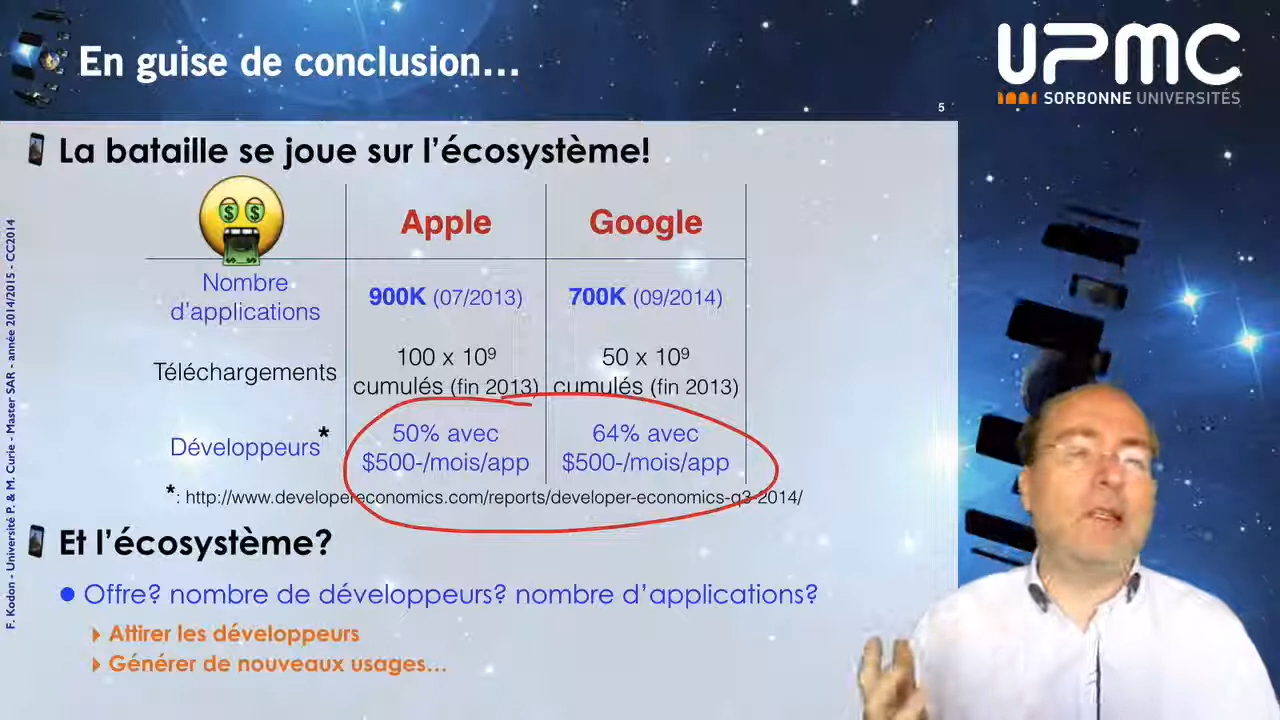 En guise de conclusion...
UPMC
SORBONNE UNIVERSITÉS
5
La bataille se joue sur l'écosystème!
$ $
Apple
Google
Nombre
d'applications
900K (07/2013)
700K (09/2014)
Téléchargements
100 x 10⁹
cumulés (fin 2013)
50 x 10⁹
cumulés (fin 2013)
Développeurs*
50% avec
$500-/mois/app
64% avec
$500-/mois/app
*: http://www.developereconomics.com/reports/developer-economics-q3-2014/
Et l'écosystème?
Offre? nombre de développeurs? nombre d'applications?
Attirer les développeurs
Générer de nouveaux usages...
F. Kodon - Université P. & M. Curie - Master SAR - année 2014/2015 - CC2014